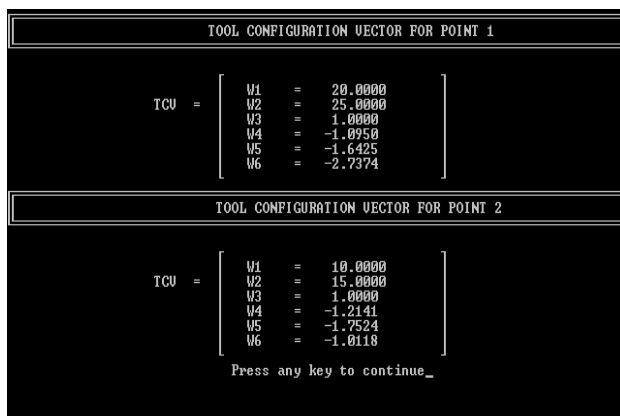 TOOL CONFIGURATION VECTOR FOR POINT 1
W1 = 20.0000
W2 = 25.0000
TCV = W3 = 1.0000
W4 = -1.0950
W5 = -1.6425
W6 = -2.7374
TOOL CONFIGURATION VECTOR FOR POINT 2
W1 = 10.0000
TCV = W2 = 15.0000
W3 = 1.0000
W4 = -1.2141
W5 = -1.7524
W6 = -1.0118
Press any key to continue_